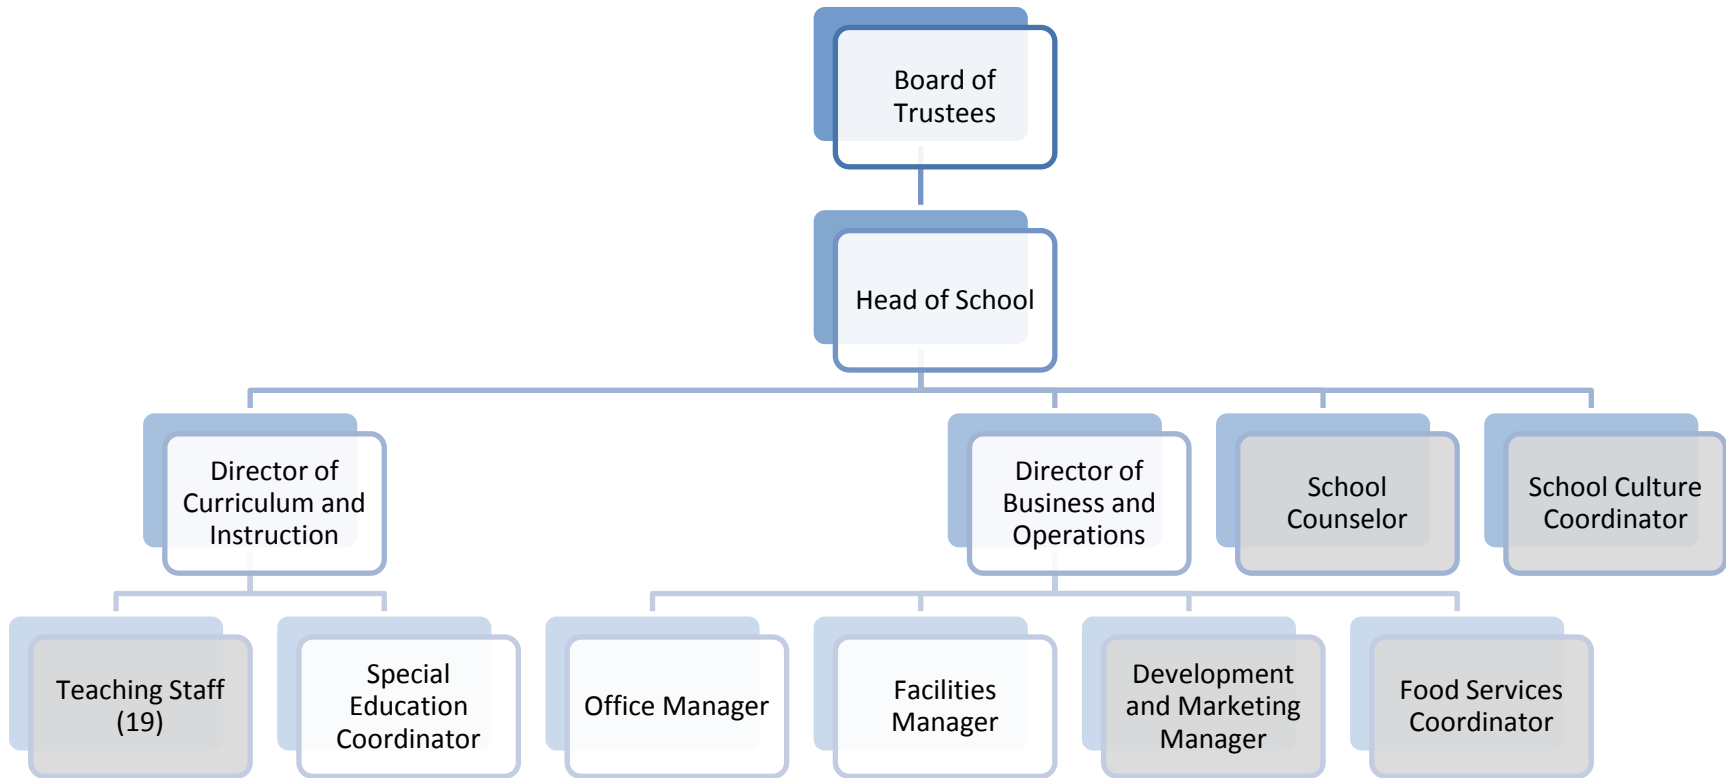 Board of
Trustees
Head of School
Director of
Curriculum and
Instruction
Director of
Business and
Operations
School
Counselor
School Culture
Coordinator
Teaching Staff
(19)
Special
Education
Coordinator
Office Manager
Facilities
Manager
Development
and Marketing
Manager
Food Services
Coordinator